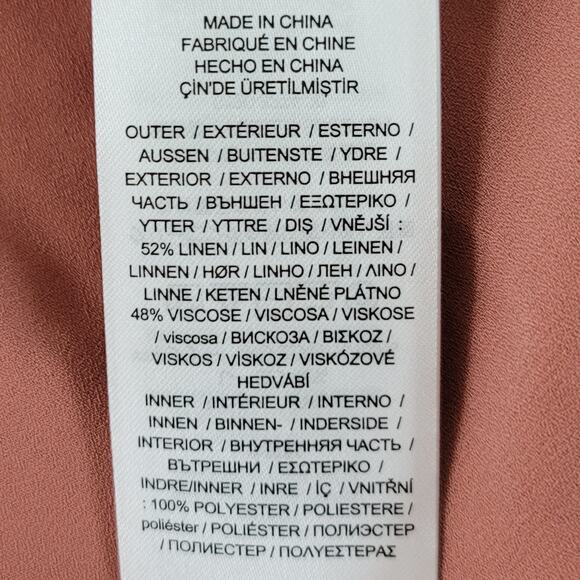 MADE IN CHINA
FABRIQUÉ EN CHINE
HECHO EN CHINA
ÇİN'DE ÜRETİLMİŞTİR
OUTER / EXTÉRIEUR / ESTERNO /
AUSSEN / BUITENSTE / YDRE /
EXTERIOR / EXTERNO / ВНЕШНЯЯ
ЧАСТЬ / ВЪНШЕН / ΕΞΩΤΕΡΙΚΟ /
YTTER / YTTRE / DIŞ / VNĚJŠÍ :
52% LINEN / LIN / LINO / LEINEN /
LINNEN / HØR / LINHO / ЛЕН / ΛΙΝΟ /
LINNE / KETEN / LNĚNÉ PLÁTNO
48% VISCOSE / VISCOSA / VISKOSE
/ viscosa / ВИСКОЗА / ΒΙΣΚΟΖ /
VISKOS / VİSKOZ / VISKÓZOVÉ
HEDVÁBÍ
INNER / INTÉRIEUR / INTERNO /
INNEN / BINNEN- / INDERSIDE /
INTERIOR / ВНУТРЕННЯЯ ЧАСТЬ /
ВЪТРЕШНИ / ΕΣΩΤΕΡΙΚΟ /
INDRE/INNER / INRE / İÇ / VNITŘNÍ
: 100% POLYESTER / POLIESTERE /
poliéster / POLIÉSTER / ПОЛИЭСТЕР
/ ПОЛИЕСТЕР / ΠΟΛΥΕΣΤΕΡΑΣ